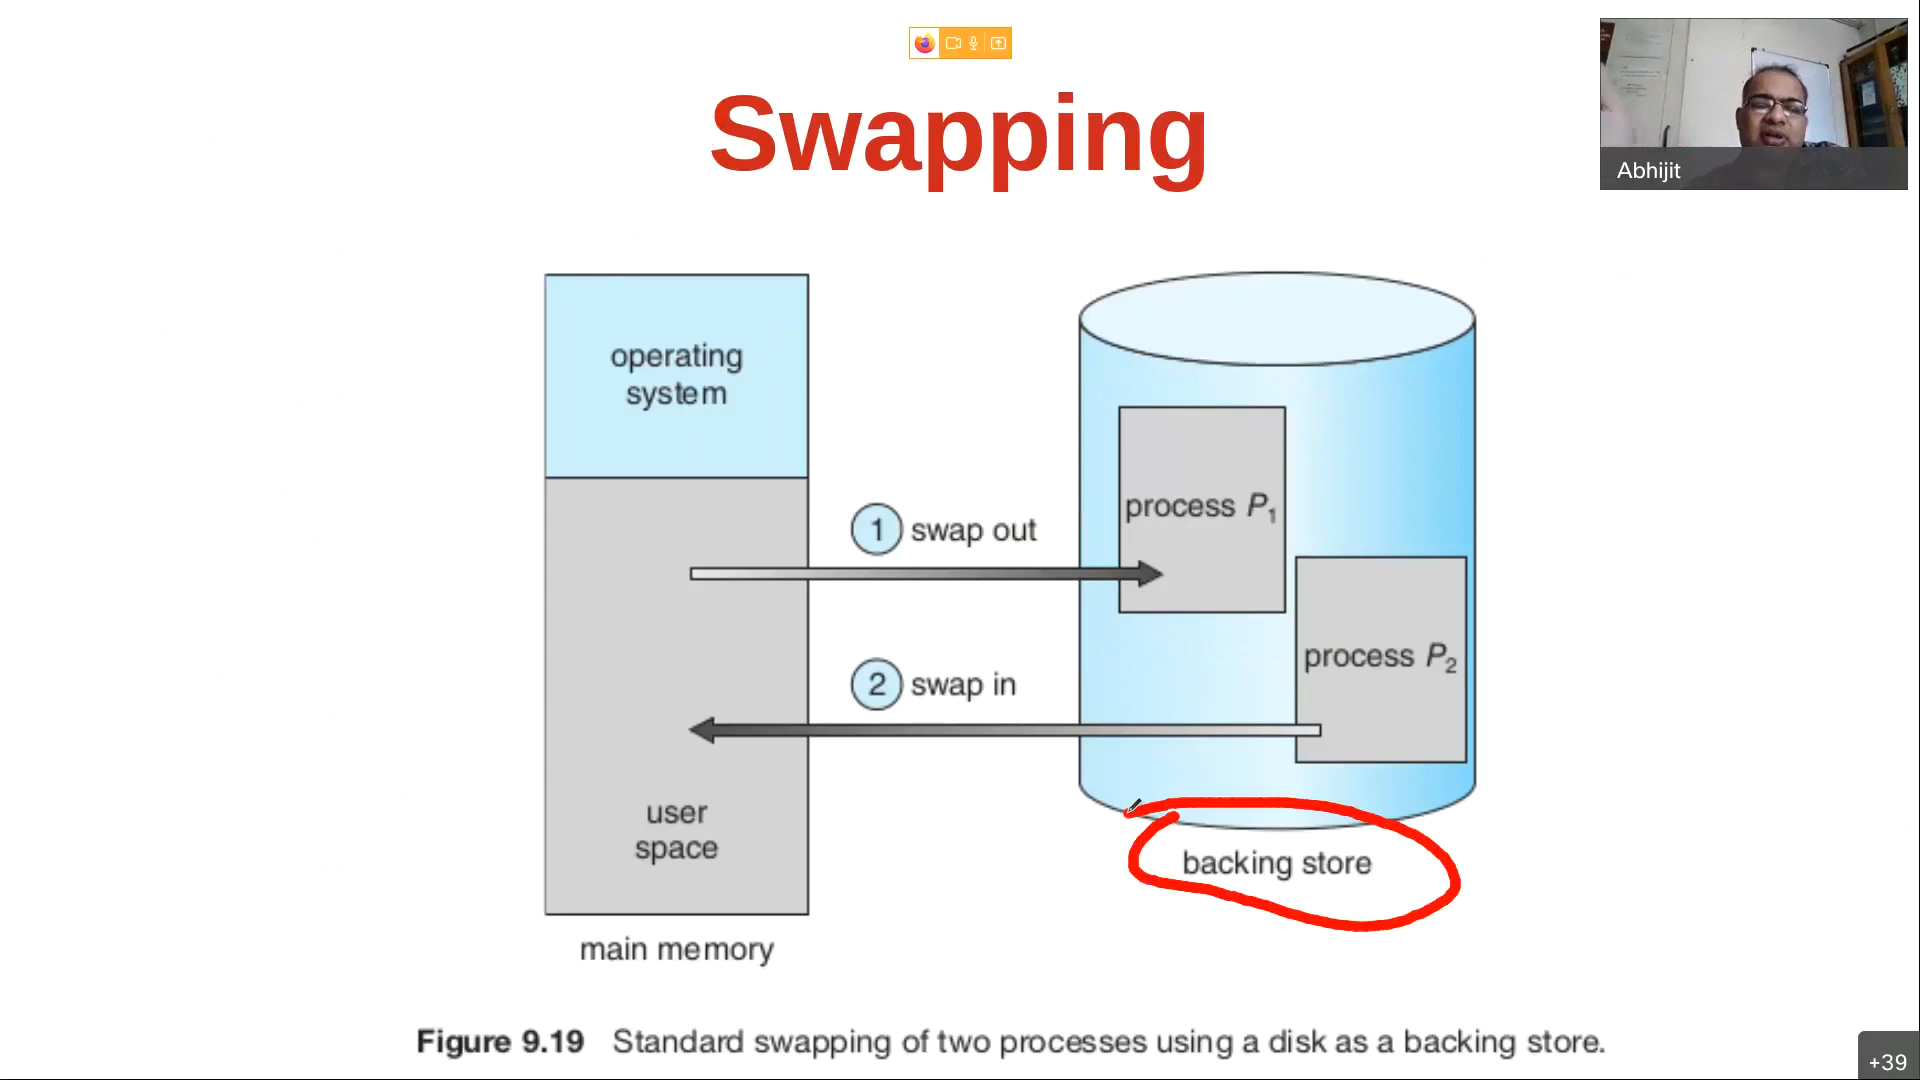 Swapping
Abhijit
operating
system
1 swap out
process P1
process P2
2 swap in
user
space
backing store
main memory
Figure 9.19 Standard swapping of two processes using a disk as a backing store.
+39